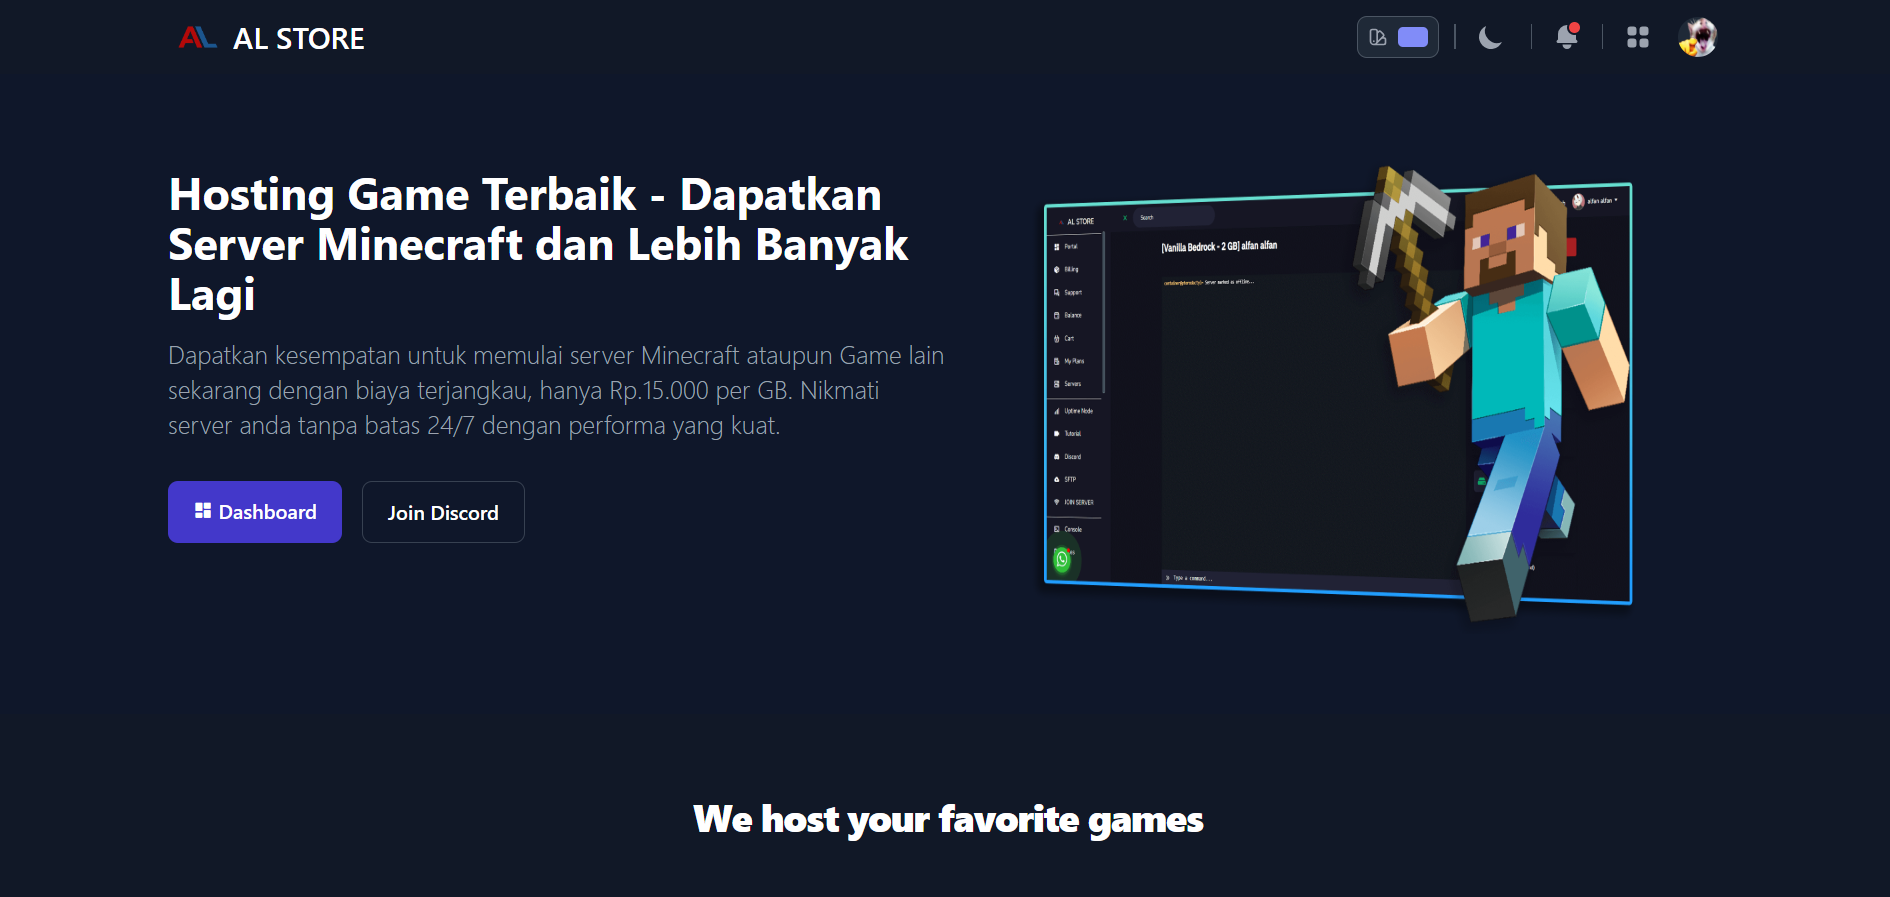 AL STORE
Hosting Game Terbaik - Dapatkan
Server Minecraft dan Lebih Banyak
Lagi
Dapatkan kesempatan untuk memulai server Minecraft ataupun Game lain
sekarang dengan biaya terjangkau, hanya Rp.15.000 per GB. Nikmati
server anda tanpa batas 24/7 dengan performa yang kuat.
Dashboard
Join Discord
AL STORE
X
Search
alfan alfan
[Vanilla Bedrock - 2 GB] alfan alfan
Server marked as offline...
Portal
Billing
Support
Balance
Cart
My Plans
Servers
Uptime Node
Tutorial
Discord
SFTP
JOIN SERVER
Console
Type a command...
We host your favorite games